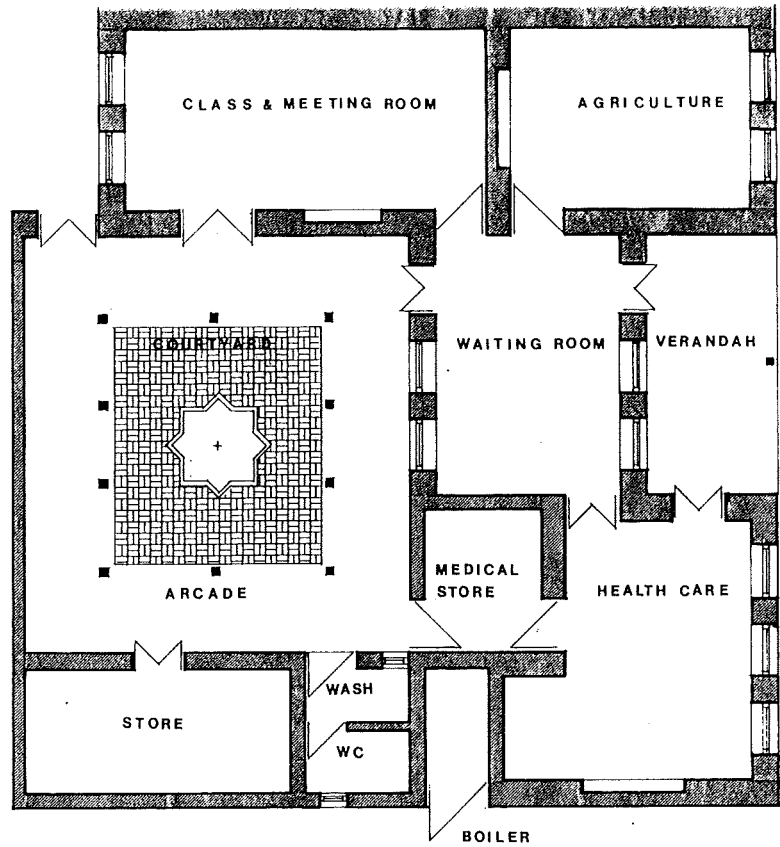 CLASS & MEETING ROOM
AGRICULTURE
COURTYARD
WAITING ROOM
VERANDAH
MEDICAL
STORE
HEALTH CARE
ARCADE
WASH
STORE
WC
BOILER